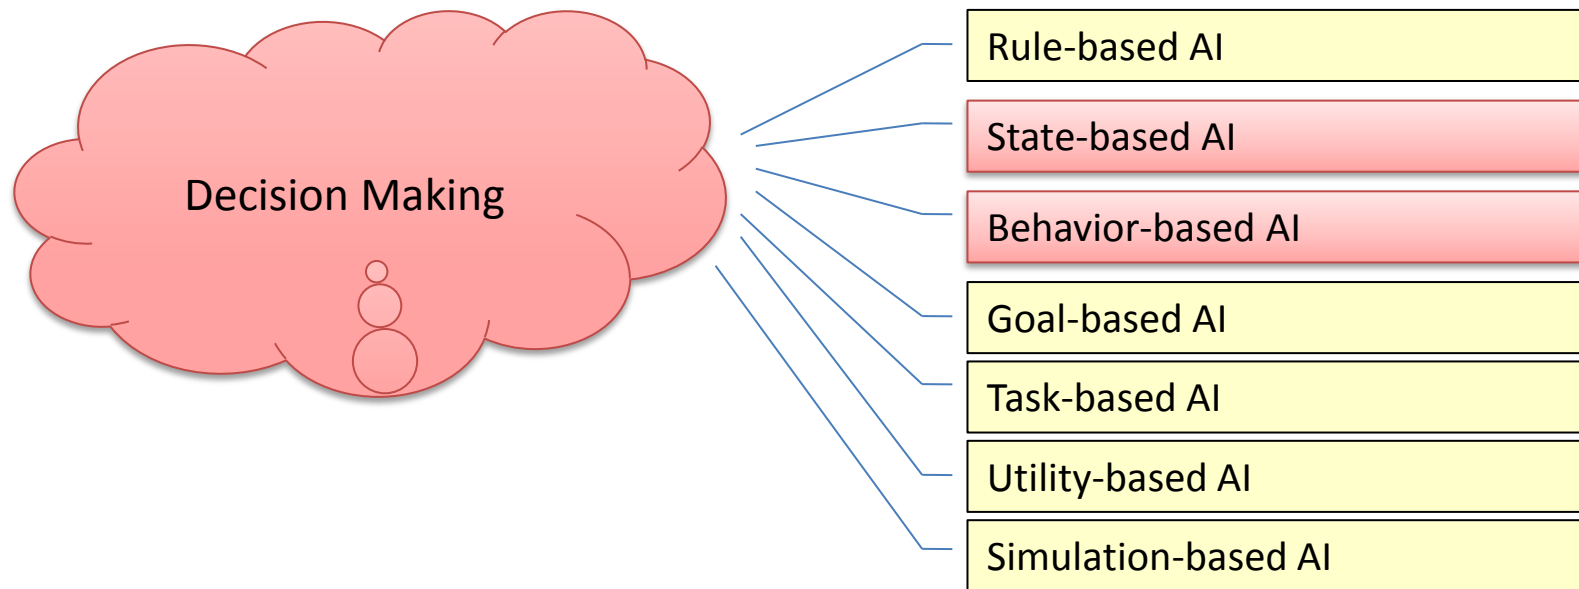 Decision Making
Rule-based AI
State-based AI
Behavior-based AI
Goal-based AI
Task-based AI
Utility-based AI
Simulation-based AI